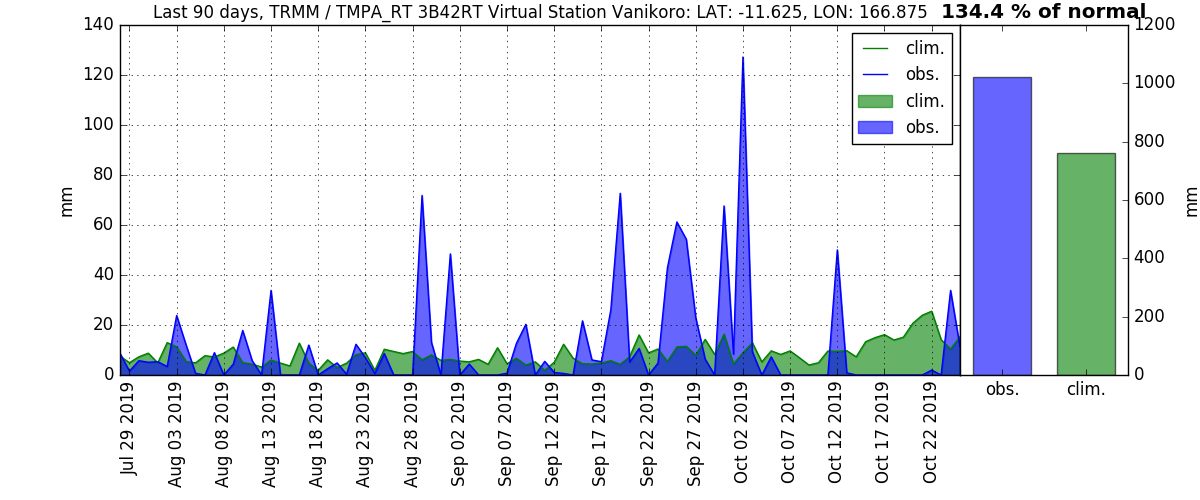 Last 90 days, TRMM / TMPA_RT 3B42RT Virtual Station Vanikoro: LAT: -11.625, LON: 166.875 134.4 % of normal
140
120
100
80
60
40
20
0
mm
clim.
obs.
clim.
obs.
Jul 29 2019
Aug 03 2019
Aug 08 2019
Aug 13 2019
Aug 18 2019
Aug 23 2019
Aug 28 2019
Sep 02 2019
Sep 07 2019
Sep 12 2019
Sep 17 2019
Sep 22 2019
Sep 27 2019
Oct 02 2019
Oct 07 2019
Oct 12 2019
Oct 17 2019
Oct 22 2019
1200
1000
800
600
400
200
0
mm
obs.
clim.